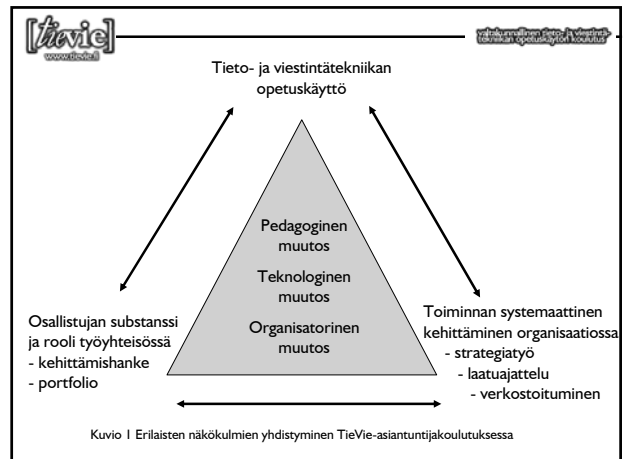 [tievie]
www.tievie.fi
valtakunnallinen tieto- ja viestintä-
tekniikan opetuskäytön koulutus
Tieto- ja viestintätekniikan
opetuskäyttö
Pedagoginen
muutos
Teknologinen
muutos
Organisatorinen
muutos
Osallistujan substanssi
ja rooli työyhteisössä
- kehittämishanke
- portfolio
Toiminnan systemaattinen
kehittäminen organisaatiossa
- strategiatyö
- laatuajattelu
- verkostoituminen
Kuvio 1 Erilaisten näkökulmien yhdistyminen TieVie-asiantuntijakoulutuksessa